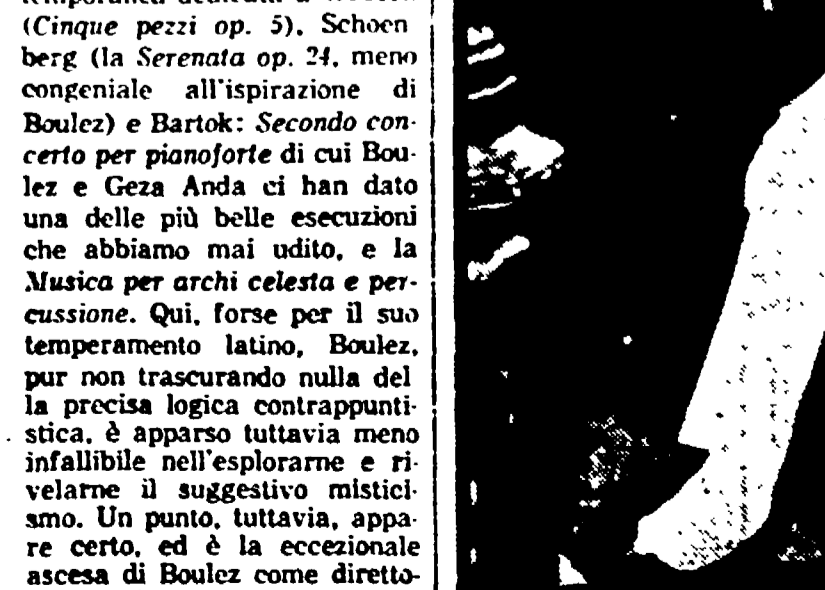 (Cinque pezzi op. 5), Schoen
berg (la Serenata op. 24, meno
congeniale all'ispirazione di
Boulez) e Bartok: Secondo con-
certo per pianoforte di cui Bou-
lez e Geza Anda ci han dato
una delle più belle esecuzioni
che abbiamo mai udito, e la
Musica per archi celesta e per-
cussione. Qui, forse per il suo
temperamento latino, Boulez,
pur non trascurando nulla del
la precisa logica contrappunti-
stica, è apparso tuttavia meno
infallibile nell'esplorarne e ri-
velarne il suggestivo mistici-
smo. Un punto, tuttavia, appa-
re certo, ed è la eccezionale
ascesa di Boulez come diretto-